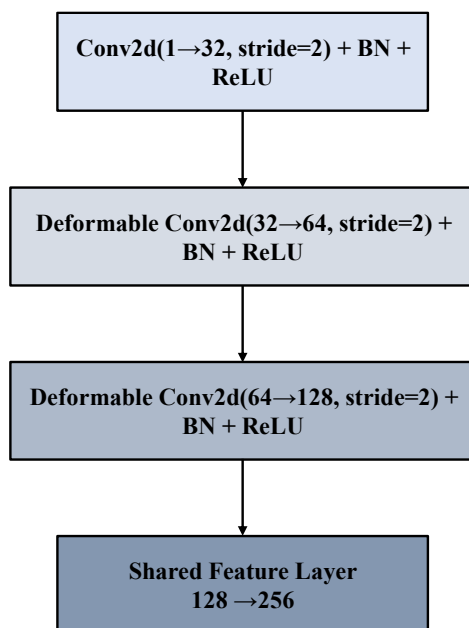 Conv2d(1→32, stride=2) + BN +
ReLU
Deformable Conv2d(32→64, stride=2) +
BN + ReLU
Deformable Conv2d(64→128, stride=2) +
BN + ReLU
Shared Feature Layer
128 →256